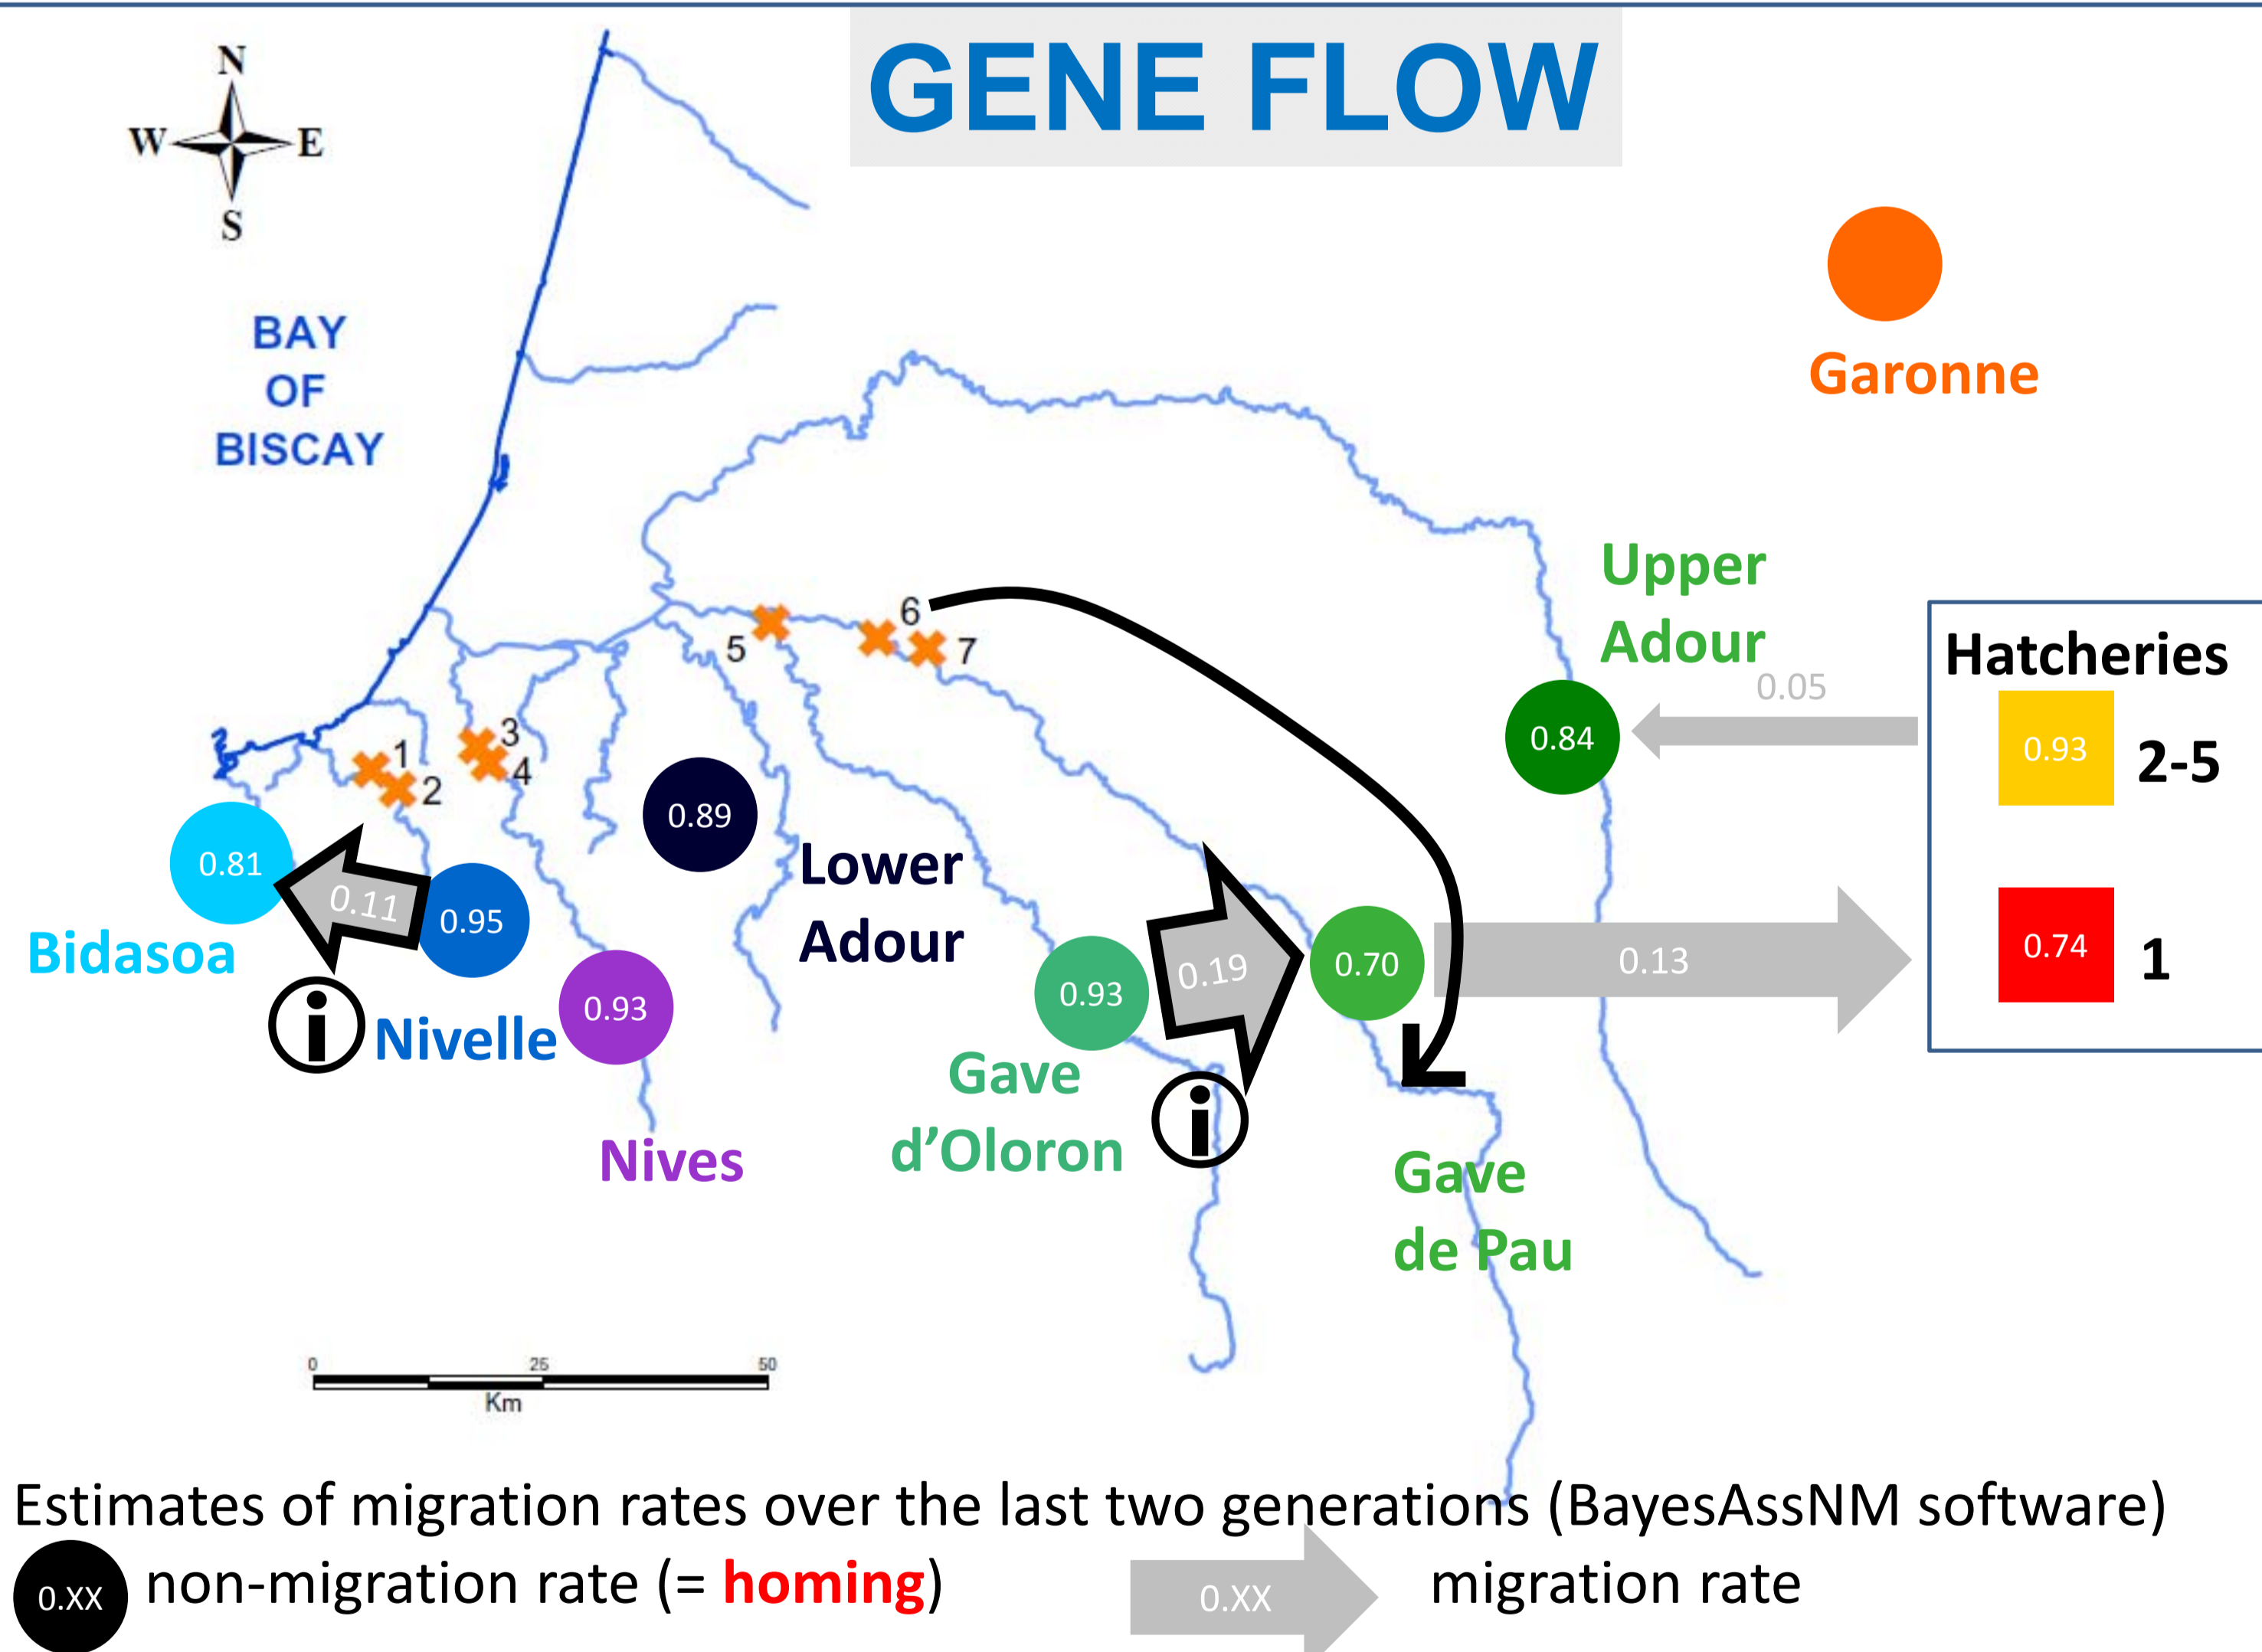 GENE FLOW
N
W
E
S
BAY
OF
BISCAY
Garonne
Upper
Adour
0.05
0.84
Hatcheries
0.93
2-5
0.74
1
6
5
7
3
4
1
2
0.89
Lower
Adour
0.81
0.11
0.95
Bidasoa
Nivelle
i
0.93
Nives
0.93
0.19
0.70
0.13
Gave
d’Oloron
i
Gave
de Pau
0
25
50
Km
Estimates of migration rates over the last two generations (BayesAssNM software)
0.XX
non-migration rate (= homing)
0.XX
migration rate